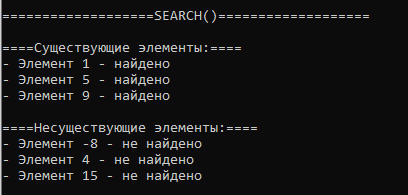 ===================SEARCH()===================
====Существующие элементы:====
- Элемент 1 - найдено
- Элемент 5 - найдено
- Элемент 9 - найдено
====Несуществующие элементы:====
- Элемент -8 - не найдено
- Элемент 4 - не найдено
- Элемент 15 - не найдено